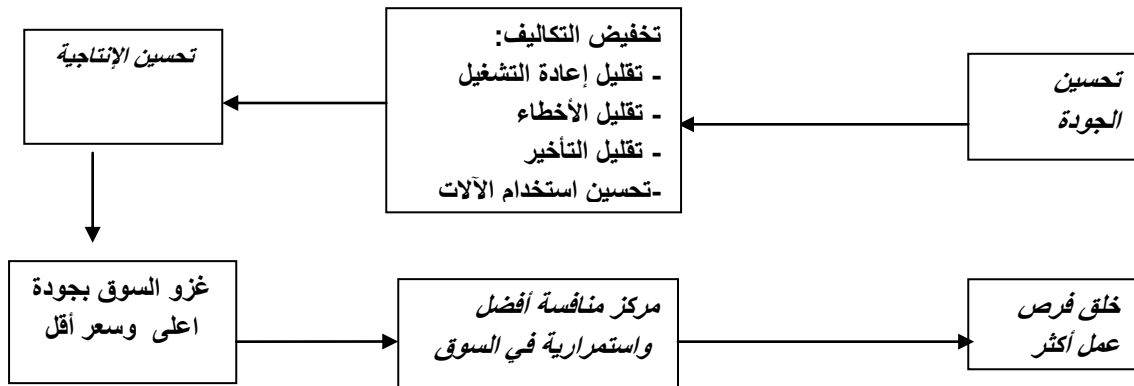 تحسين
الجودة
تخفيض التكاليف:
- تقليل إعادة التشغيل
- تقليل الأخطاء
- تقليل التأخير
-تحسين استخدام الآلات
تحسين الإنتاجية
غزو السوق بجودة
اعلى وسعر أقل
مركز منافسة أفضل
واستمرارية في السوق
خلق فرص
عمل أكثر